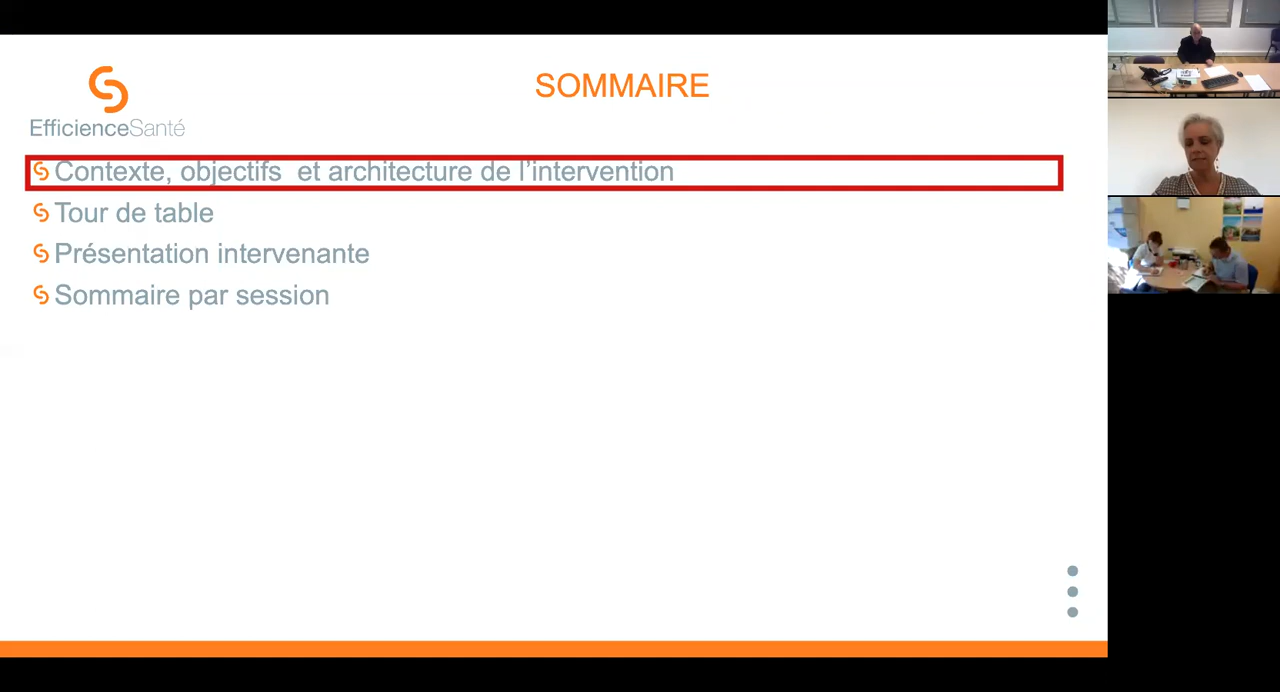 SOMMAIRE
EfficienceSanté
Contexte, objectifs  et architecture de l’intervention
Tour de table
Présentation intervenante
Sommaire par session